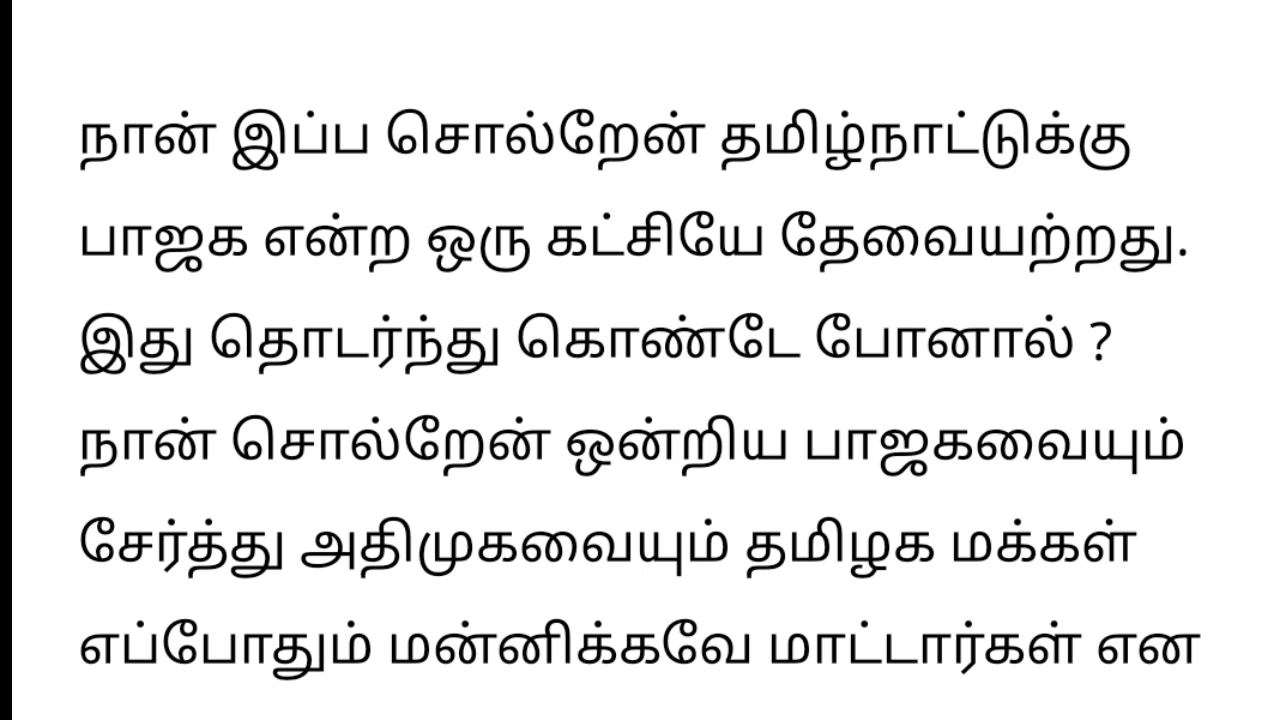 நான் இப்ப சொல்றேன் தமிழ்நாட்டுக்கு
பாஜக என்ற ஒரு கட்சியே தேவையற்றது.
இது தொடர்ந்து கொண்டே போனால் ?
நான் சொல்றேன் ஒன்றிய பாஜகவையும்
சேர்த்து அதிமுகவையும் தமிழக மக்கள்
எப்போதும் மன்னிக்கவே மாட்டார்கள் என